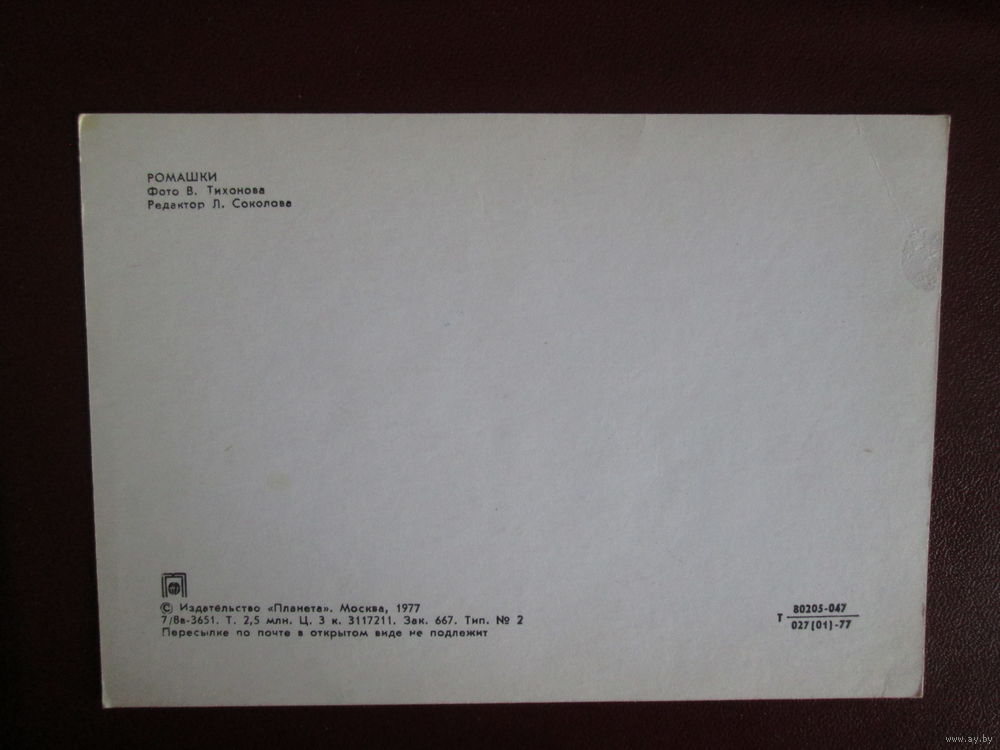 РОМАШКИ
Фото В. Тихонова
Редактор Л. Соколова
© Издательство «Планета». Москва, 1977
7/8в-3651. Т. 2,5 млн. Ц. 3 к. 3117211. Зак. 667. Тип. № 2
Пересылке по почте в открытом виде не подлежит
Т 80205-047
027(01)-77
www.ay.by